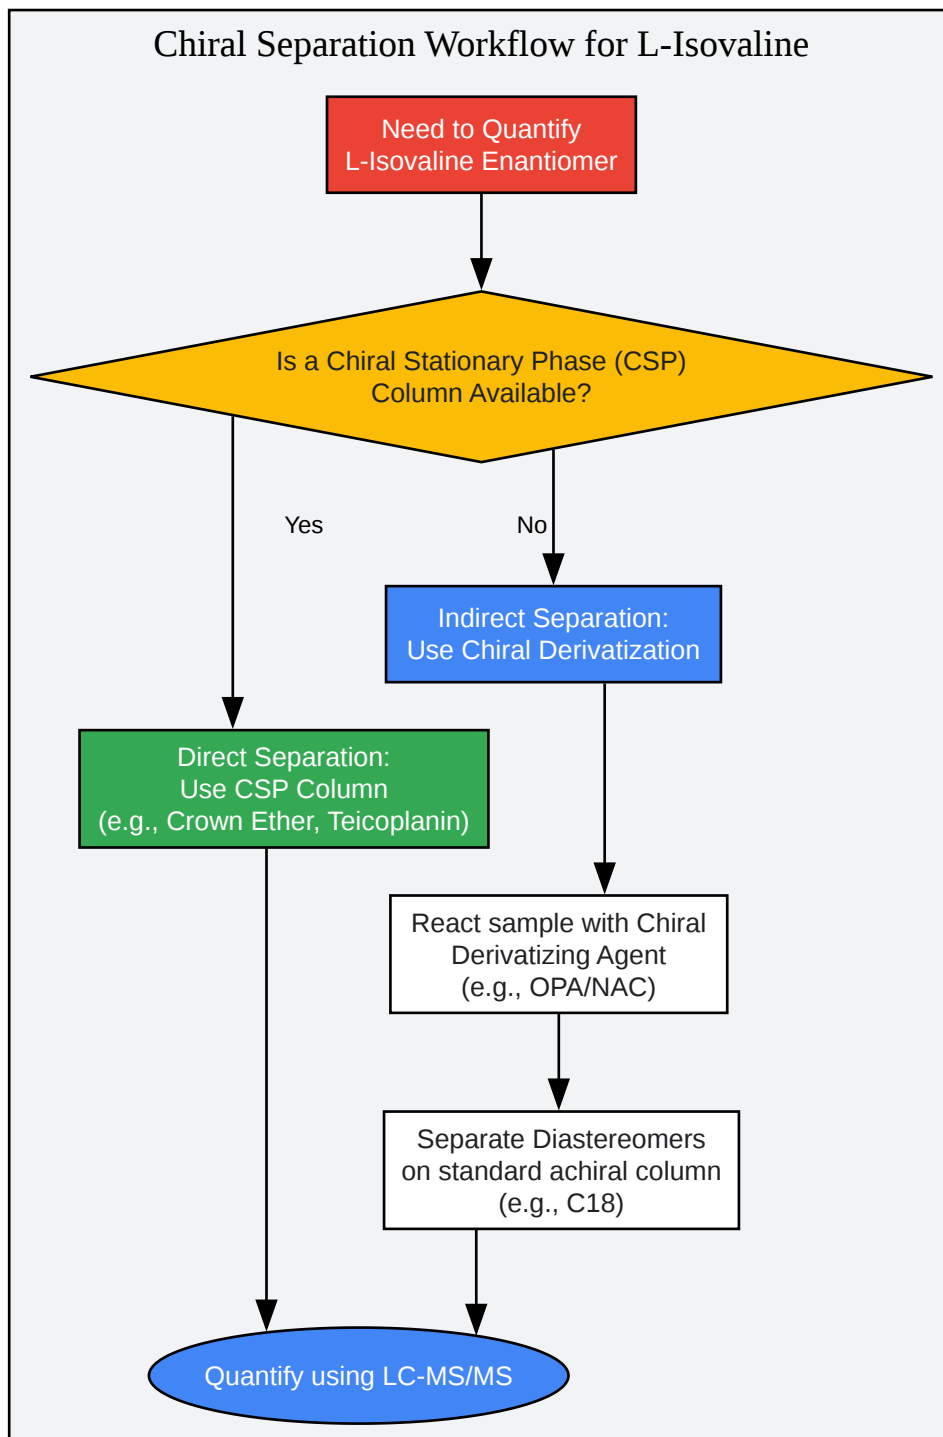 Chiral Separation Workflow for L-Isovaline
Need to Quantify
L-Isovaline Enantiomer
Is a Chiral Stationary Phase (CSP)
Column Available?
Yes
No
Indirect Separation:
Use Chiral Derivatization
Direct Separation:
Use CSP Column
(e.g., Crown Ether, Teicoplanin)
React sample with Chiral
Derivatizing Agent
(e.g., OPA/NAC)
Separate Diastereomers
on standard achiral column
(e.g., C18)
Quantify using LC-MS/MS